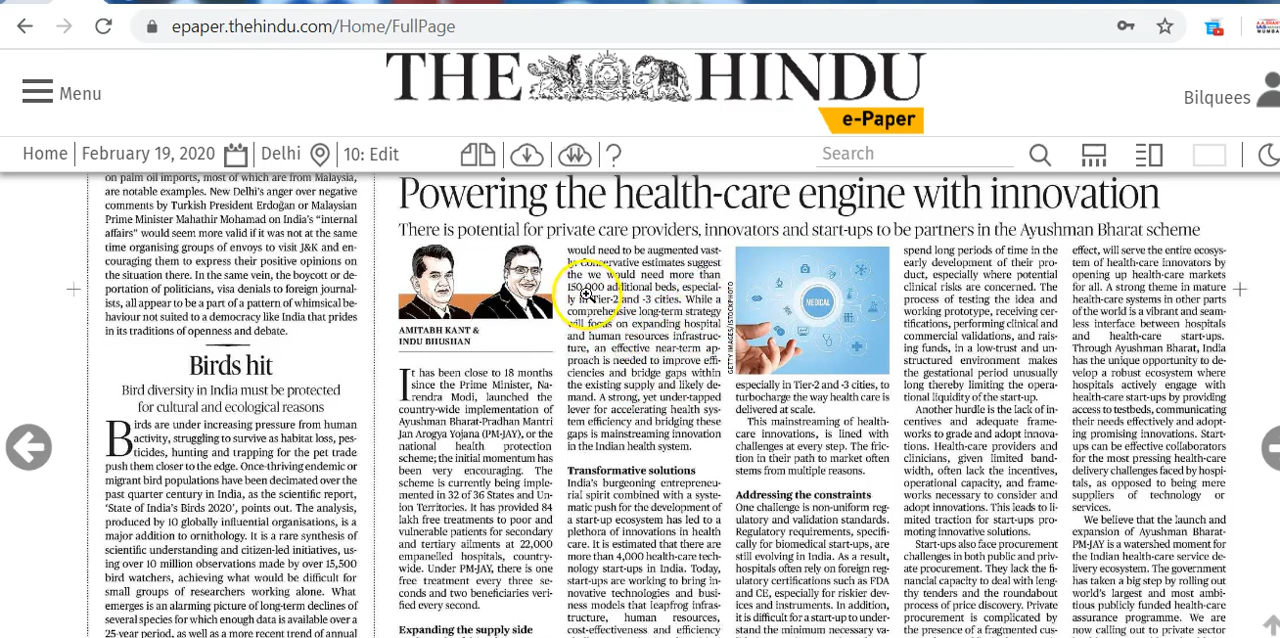 epaper.thehindu.com/Home/FullPage
Menu
THE HINDU
e-Paper
Bilquees
Home
February 19, 2020
Delhi
10: Edit
?
Search
on palm oil imports, most of which are from Malaysia,
are notable examples. New Delhi's anger over negative
comments by Turkish President Erdoğan or Malaysian
Prime Minister Mahathir Mohamad on India's "internal
affairs" would seem more valid if it was not at the same
time organising groups of envoys to visit J&K and en-
couraging them to express their positive opinions on
the situation there. In the same vein, the boycott or de-
portation of politicians, visa denials to foreign journal-
ists, all appear to be a part of a pattern of whimsical be-
haviour not suited to a democracy like India that prides
in its traditions of openness and debate.
Birds hit
Bird diversity in India must be protected
for cultural and ecological reasons
Birds are under increasing pressure from human
activity, struggling to survive as habitat loss, pes-
ticides, hunting and trapping for the pet trade
push them closer to the edge. Once-thriving endemic or
migrant bird populations have been decimated over the
past quarter century in India, as the scientific report,
'State of India's Birds 2020', points out. The analysis,
produced by 10 globally influential organisations, is a
major addition to ornithology. It is a rare synthesis of
scientific understanding and citizen-led initiatives, us-
ing over 10 million observations made by over 15,500
bird watchers, achieving what would be difficult for
small groups of researchers working alone. What
emerges is an alarming picture of long-term declines of
several species for which enough data is available over a
25-year period, as well as a more recent trend of annual
Powering the health-care engine with innovation
There is potential for private care providers, innovators and start-ups to be partners in the Ayushman Bharat scheme
AMITABH KANT &
INDU BHUSHAN
It has been close to 18 months
since the Prime Minister, Na-
rendra Modi, launched the
country-wide implementation of
Ayushman Bharat-Pradhan Mantri
Jan Arogya Yojana (PM-JAY), or the
national health protection
scheme; the initial momentum has
been very encouraging. The
scheme is currently being imple-
mented in 32 of 36 States and Un-
ion Territories. It has provided 84
lakh free treatments to poor and
vulnerable patients for secondary
and tertiary ailments at 22,000
empanelled hospitals, country-
wide. Under PM-JAY, there is one
free treatment every three se-
conds and two beneficiaries veri-
fied every second.
Expanding the supply side
would need to be augmented vast-
ly. Conservative estimates suggest
the we would need more than
150,000 additional beds, especial-
ly in Tier-2 and -3 cities. While a
comprehensive long-term strategy
will focus on expanding hospital
and human resources infrastruc-
ture, an effective near-term ap-
proach is needed to improve effi-
ciencies and bridge gaps within
the existing supply and likely de-
mand. A strong, yet under-tapped
lever for accelerating health sys-
tem efficiency and bridging these
gaps is mainstreaming innovation
in the Indian health system.
Transformative solutions
India's burgeoning entrepreneu-
rial spirit combined with a syste-
matic push for the development of
a start-up ecosystem has led to a
plethora of innovations in health
care. It is estimated that there are
more than 4,000 health-care tech-
nology start-ups in India. Today,
start-ups are working to bring in-
novative technologies and busi-
ness models that leapfrog infras-
tructure, human resources,
cost-effectiveness and efficiency
GETTY IMAGES/ISTOCKPHOTO
MEDICAL
especially in Tier-2 and -3 cities, to
turbocharge the way health care is
delivered at scale.
This mainstreaming of health-
care innovations, is lined with
challenges at every step. The fric-
tion in their path to market often
stems from multiple reasons.
Addressing the constraints
One challenge is non-uniform reg-
ulatory and validation standards.
Regulatory requirements, specifi-
cally for biomedical start-ups, are
still evolving in India. As a result,
hospitals often rely on foreign reg-
ulatory certifications such as FDA
and CE, especially for riskier dev-
ices and instruments. In addition,
it is difficult for a start-up to under-
stand the minimum necessary va-
spend long periods of time in the
early development of their pro-
duct, especially where potential
clinical risks are concerned. The
process of testing the idea and
working prototype, receiving cer-
tifications, performing clinical and
commercial validations, and rais-
ing funds, in a low-trust and un-
structured environment makes
the gestational period unusually
long thereby limiting the opera-
tional liquidity of the start-up.
Another hurdle is the lack of in-
centives and adequate frame-
works to grade and adopt innova-
tions. Health-care providers and
clinicians, given limited band-
width, often lack the incentives,
operational capacity, and frame-
works necessary to consider and
adopt innovations. This leads to li-
mited traction for start-ups pro-
moting innovative solutions.
Start-ups also face procurement
challenges in both public and priv-
ate procurement. They lack the fi-
nancial capacity to deal with leng-
thy tenders and the roundabout
process of price discovery. Private
procurement is complicated by
the presence of a fragmented cus-
effect, will serve the entire ecosys-
tem of health-care innovators by
opening up health-care markets
for all. A strong theme in mature
health-care systems in other parts
of the world is a vibrant and seam-
less interface between hospitals
and health-care start-ups.
Through Ayushman Bharat, India
has the unique opportunity to de-
velop a robust ecosystem where
hospitals actively engage with
health-care start-ups by providing
access to testbeds, communicating
their needs effectively and adopt-
ing promising innovations. Start-
ups can be effective collaborators
for the most pressing health-care
delivery challenges faced by hospi-
tals, as opposed to being mere
suppliers of technology or
services.
We believe that the launch and
expansion of Ayushman Bharat-
PM-JAY is a watershed moment for
the Indian health-care service de-
livery ecosystem. The government
has taken a big step by rolling out
world's largest and most ambi-
tious publicly funded health-care
assurance programme. We are
now calling out to private sector